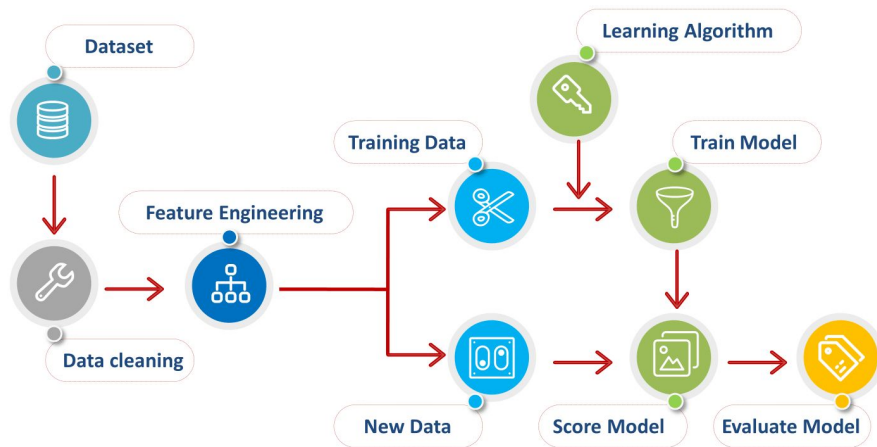 Learning Algorithm
Dataset
Training Data
Train Model
Feature Engineering
Data cleaning
New Data
Score Model
Evaluate Model